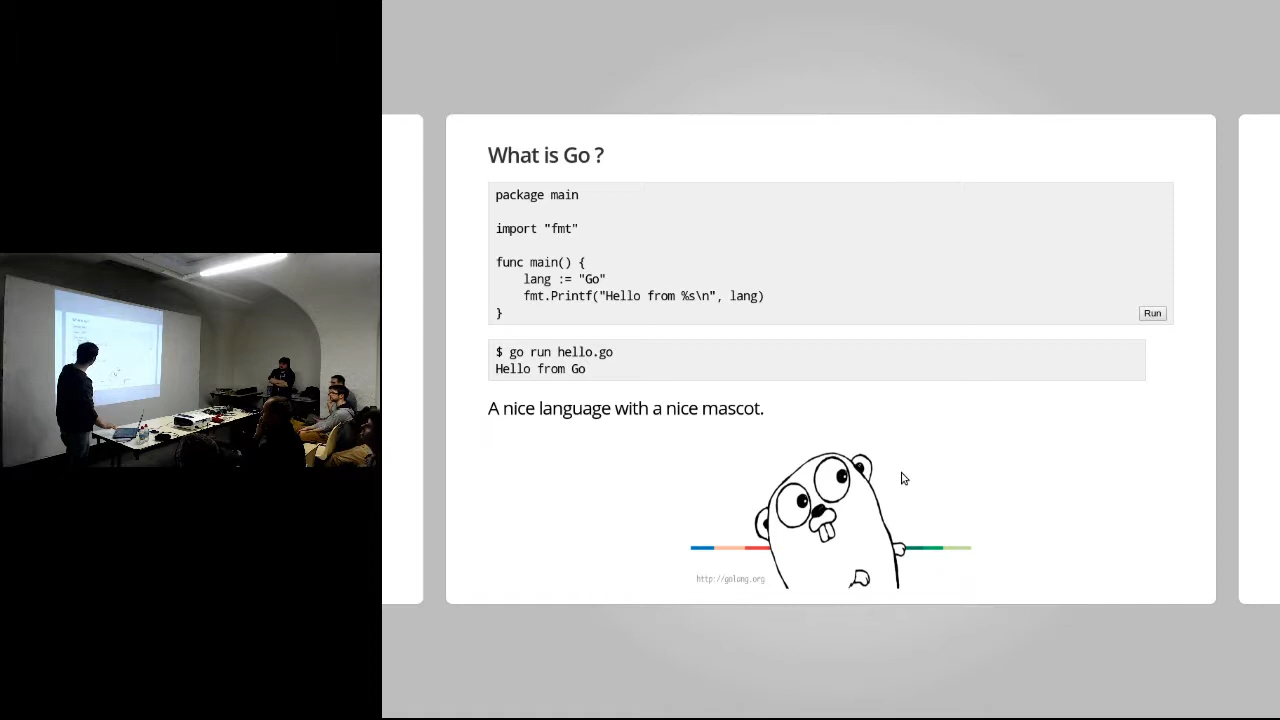 What is Go ?
package main
import "fmt"
func main() {
lang := "Go"
fmt.Printf("Hello from %s\n", lang)
}
Run
$ go run hello.go
Hello from Go
A nice language with a nice mascot.
http://golang.org